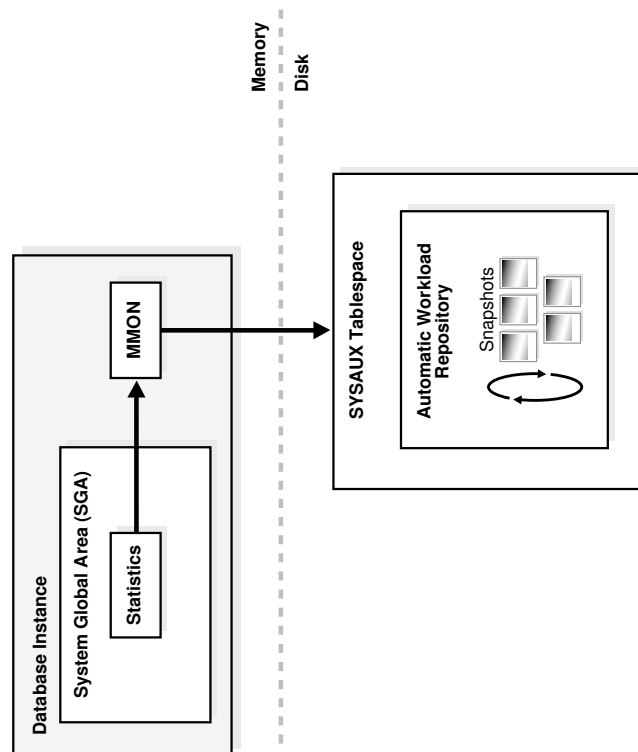 Database Instance
System Global Area (SGA)
Statistics
MMON
Memory
Disk
SYSAUX Tablespace
Automatic Workload
Repository
Snapshots